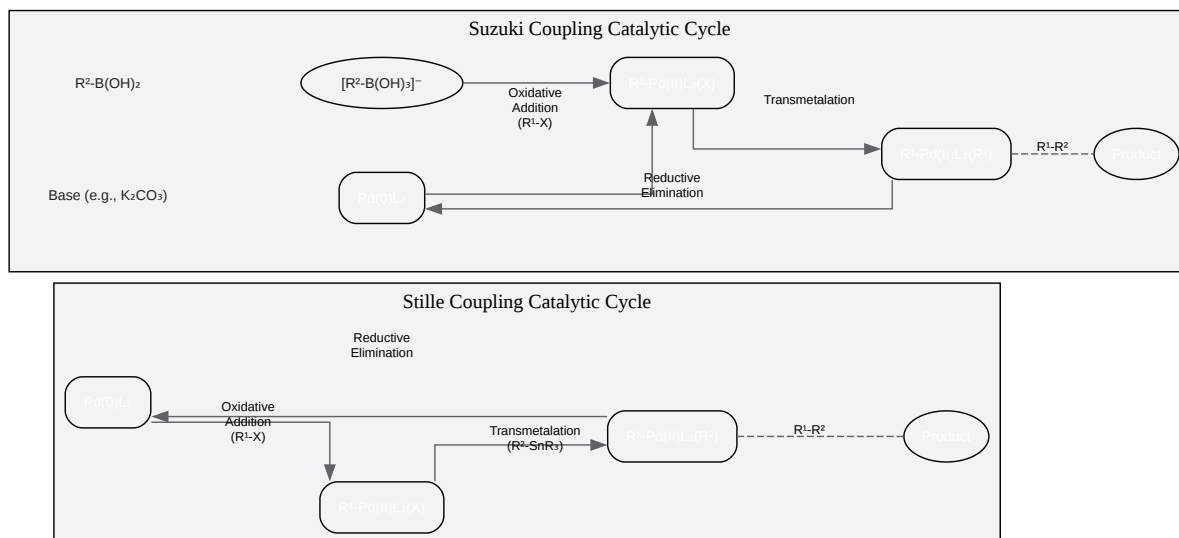 Suzuki Coupling Catalytic Cycle
R²-B(OH)₂
[R²-B(OH)₃]⁻
R¹-Pd(II)L₂(X)
Oxidative
Addition
(R¹-X)
Transmetalation
R¹-Pd(II)L₂(R²)
R¹-R²
Product
Base (e.g., K₂CO₃)
Pd(0)L₂
Reductive
Elimination
Stille Coupling Catalytic Cycle
Reductive
Elimination
Pd(0)L₂
Oxidative
Addition
(R¹-X)
Transmetalation
(R²-SnR₃)
R¹-Pd(II)L₂(R²)
R¹-R²
Product
R¹-Pd(II)L₂(X)